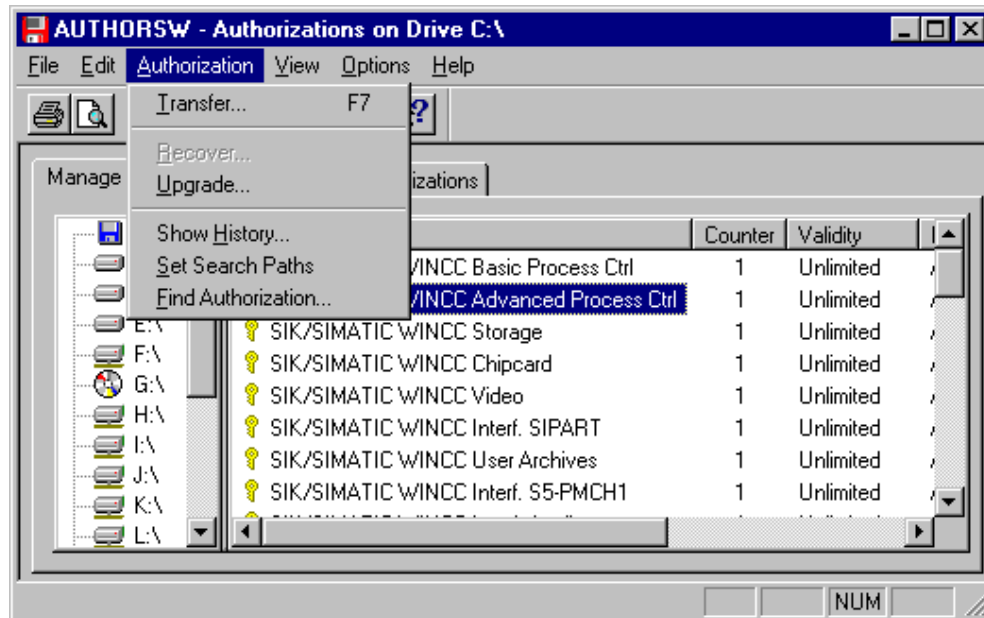 AUTHORSW - Authorizations on Drive C:\
File Edit Authorization View Options Help
Transfer... F7
Recover...
Upgrade...
Show History...
Set Search Paths
Find Authorization...
Manage izations
Counter Validity
/INCC Basic Process Ctrl 1 Unlimited
/INCC Advanced Process Ctrl 1 Unlimited
E:\ SIK/SIMATIC WINCC Storage 1 Unlimited
F:\ SIK/SIMATIC WINCC Chipcard 1 Unlimited
G:\ SIK/SIMATIC WINCC Video 1 Unlimited
H:\ SIK/SIMATIC WINCC Interf. SIPART 1 Unlimited
I:\ SIK/SIMATIC WINCC User Archives 1 Unlimited
J:\ SIK/SIMATIC WINCC Interf. S5-PMCH1 1 Unlimited
K:\
L:\
NUM